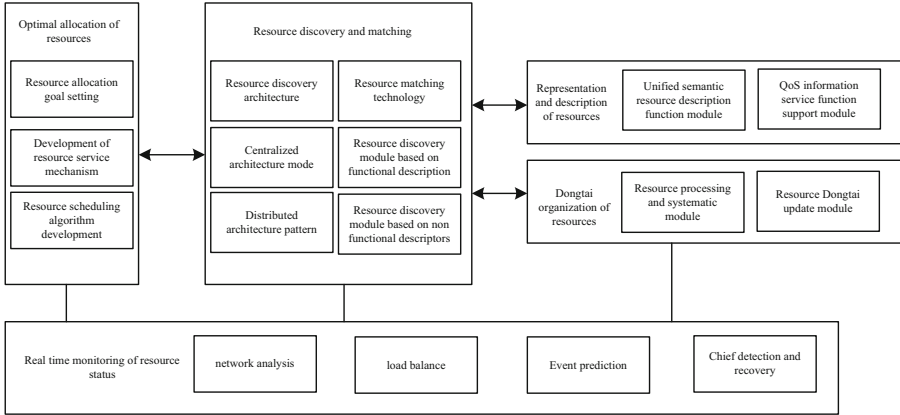 Optimal allocation of
resources
Resource allocation
goal setting
Development of
resource service
mechanism
Resource scheduling
algorithm
development
Resource discovery and matching
Resource discovery
architecture
Resource matching
technology
Centralized
architecture mode
Resource discovery
module based on
functional description
Distributed
architecture pattern
Resource discovery
module based on non
functional descriptors
Representation
and description
of resources
Unified semantic
resource description
function module
QoS information
service function
support module
Dongtai
organization of
resources
Resource processing
and systematic
module
Resource Dongtai
update module
Real time monitoring of resource
status
network analysis
load balance
Event prediction
Chief detection and
recovery